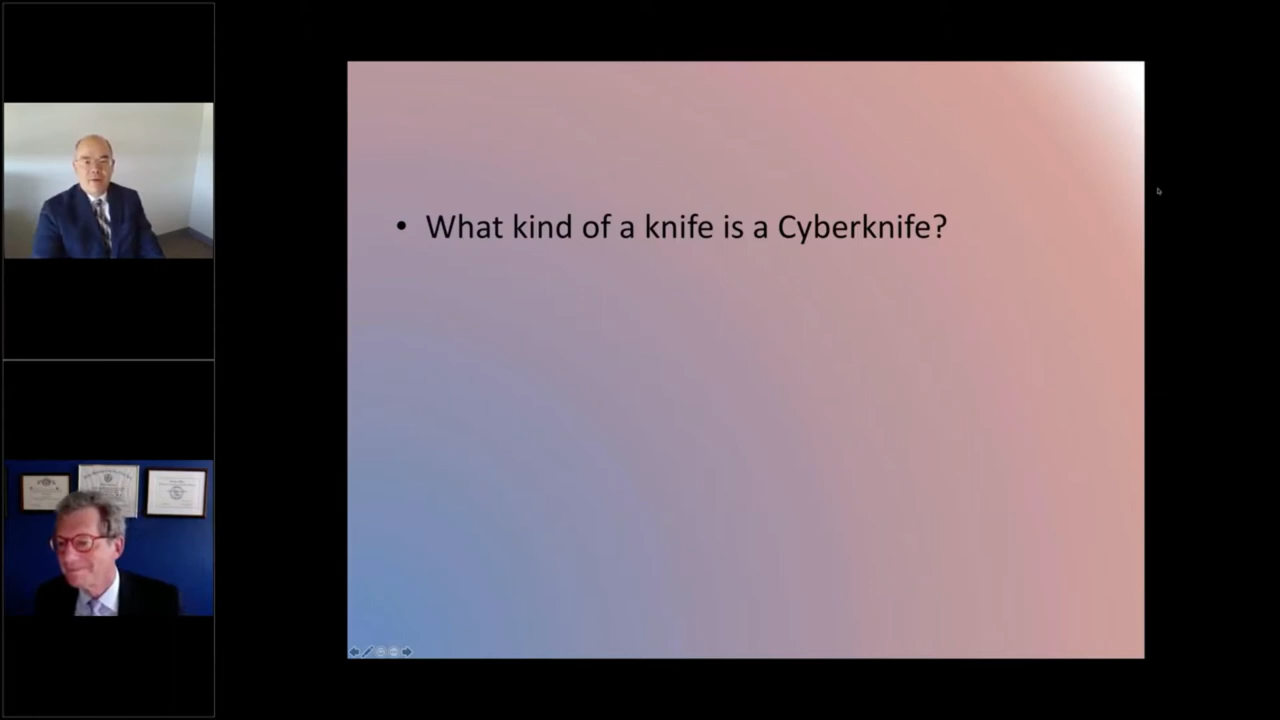 • What kind of a knife is a Cyberknife?